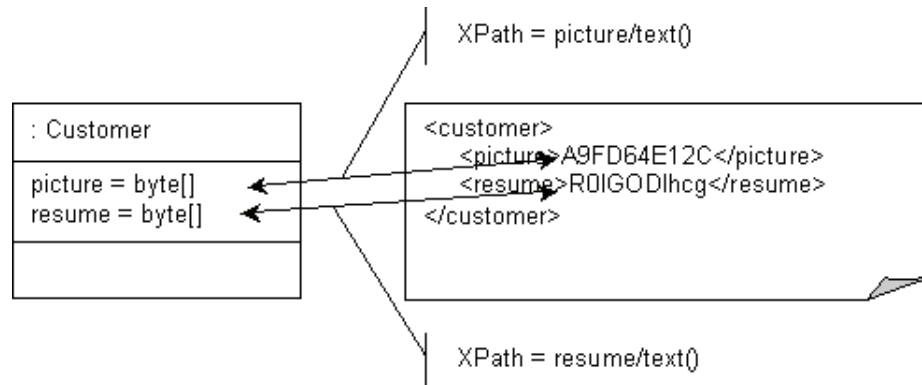 XPath = picture/text()
: Customer
picture = byte[]
resume = byte[]
<customer>
<picture>A9FD64E12C</picture>
<resume>R0lGODlhcg</resume>
</customer>
XPath = resume/text()